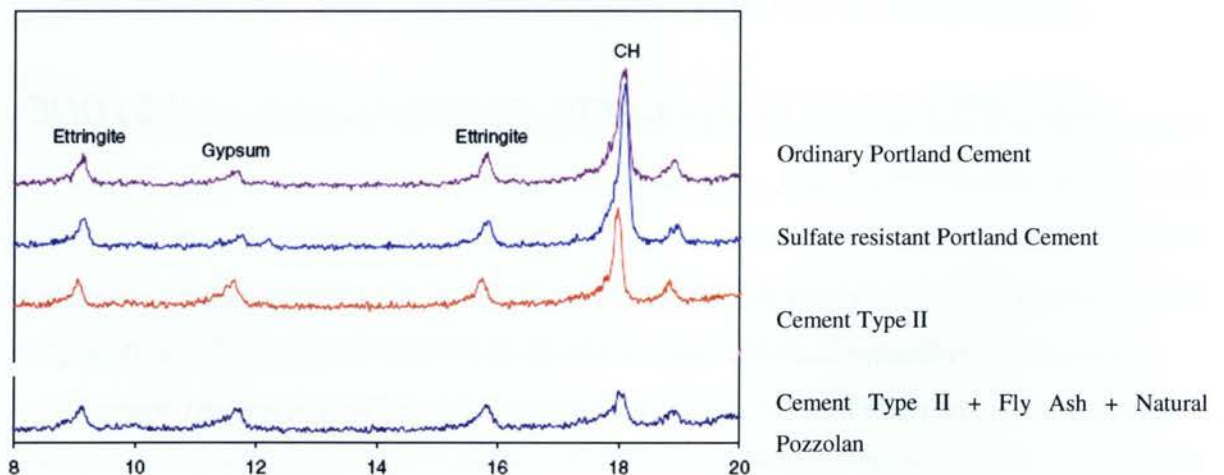 CH
Ettringite
Gypsum
Ettringite
Ordinary Portland Cement
Sulfate resistant Portland Cement
Cement Type II
Cement Type II + Fly Ash + Natural
Pozzolan
8 10 12 14 16 18 20